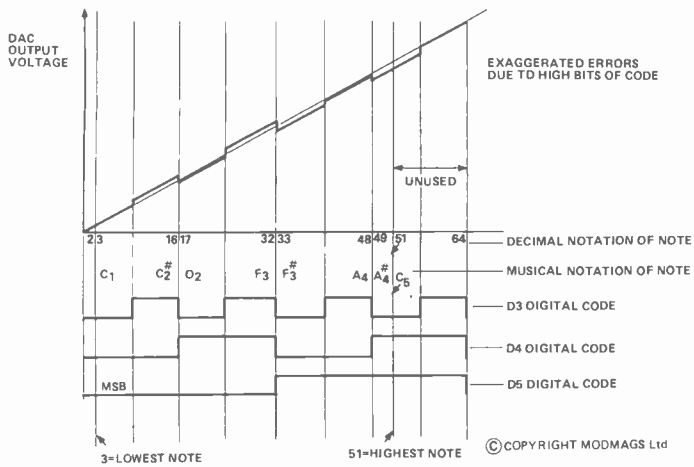 DAC
OUTPUT
VOLTAGE
EXAGGERATED ERRORS
DUE TO HIGH BITS OF CODE
UNUSED
2 3 16 17 32 33 48 49 51 64 DECIMAL NOTATION OF NOTE
C1 C2# O2 F3 F3# A4 A4# C5 MUSICAL NOTATION OF NOTE
D3 DIGITAL CODE
D4 DIGITAL CODE
MSB D5 DIGITAL CODE
3=LOWEST NOTE
51=HIGHEST NOTE
©COPYRIGHT MODMAGS Ltd